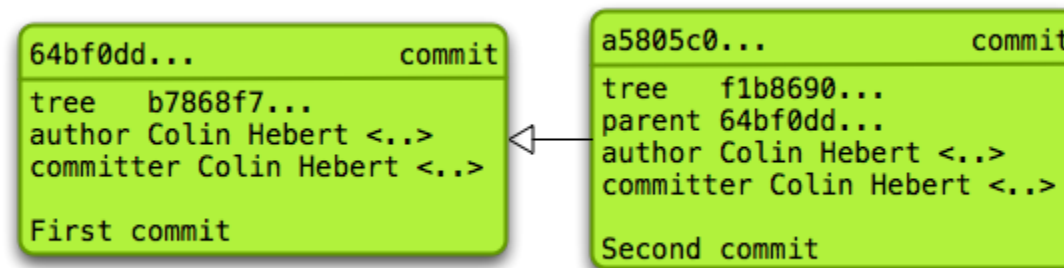 64bf0dd... commit
tree b7868f7...
author Colin Hebert <..>
committer Colin Hebert <..>
First commit
a5805c0... commit
tree f1b8690...
parent 64bf0dd...
author Colin Hebert <..>
committer Colin Hebert <..>
Second commit